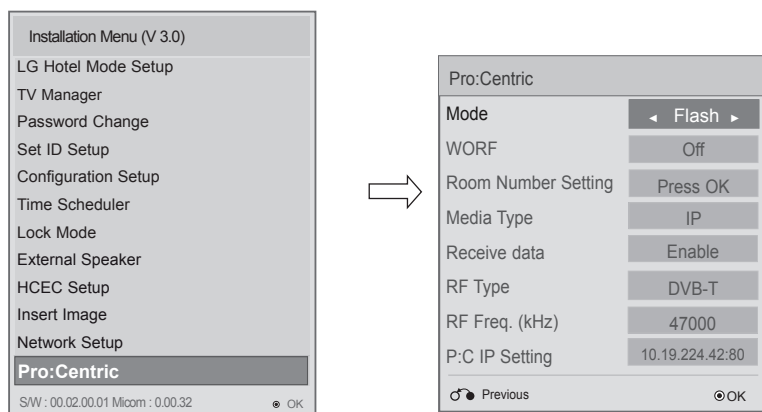 Installation Menu (V 3.0)
LG Hotel Mode Setup
TV Manager
Password Change
Set ID Setup
Configuration Setup
Time Scheduler
Lock Mode
External Speaker
HCEC Setup
Insert Image
Network Setup
Pro:Centric
S/W : 00.02.00.01 Micom : 0.00.32 ◉ OK
Pro:Centric
Mode ◄ Flash ►
WORF Off
Room Number Setting Press OK
Media Type IP
Receive data Enable
RF Type DVB-T
RF Freq. (kHz) 47000
P:C IP Setting 10.19.224.42:80
Previous ◉OK